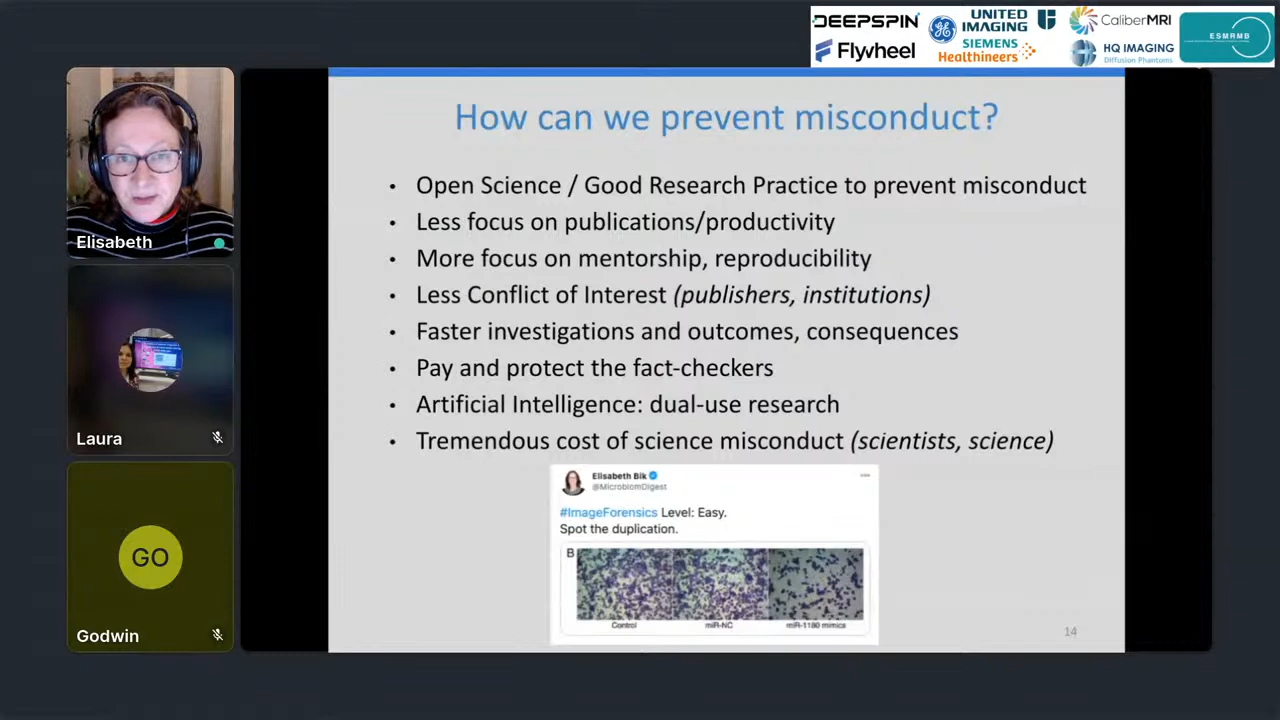 DEEPSPIN
Flyheel
UNITED
IMAGING
SIEMENS
Healthineers
CaliberMRI
HQ IMAGING
Diffusion Phantoms
ESMRMB
How can we prevent misconduct?
• Open Science / Good Research Practice to prevent misconduct
• Less focus on publications/productivity
• More focus on mentorship, reproducibility
• Less Conflict of Interest (publishers, institutions)
• Faster investigations and outcomes, consequences
• Pay and protect the fact-checkers
• Artificial Intelligence: dual-use research
• Tremendous cost of science misconduct (scientists, science)
Elisabeth Bik
@MicrobiomDigest
#ImageForensics Level: Easy.
Spot the duplication.
B
Control miR-NC miR-1180 mimics
14
Elisabeth
Laura
GO
Godwin